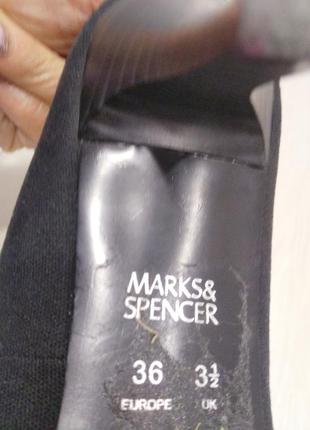 MARKS&
SPENCER
36 3½
EUROPE UK